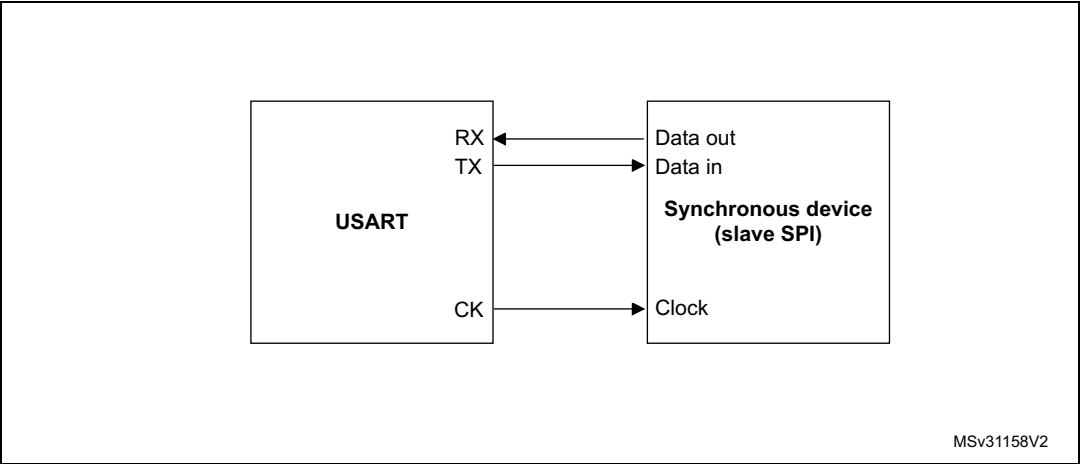 RX
Data out
TX
Data in
USART
Synchronous device
(slave SPI)
CK
Clock
MSv31158V2